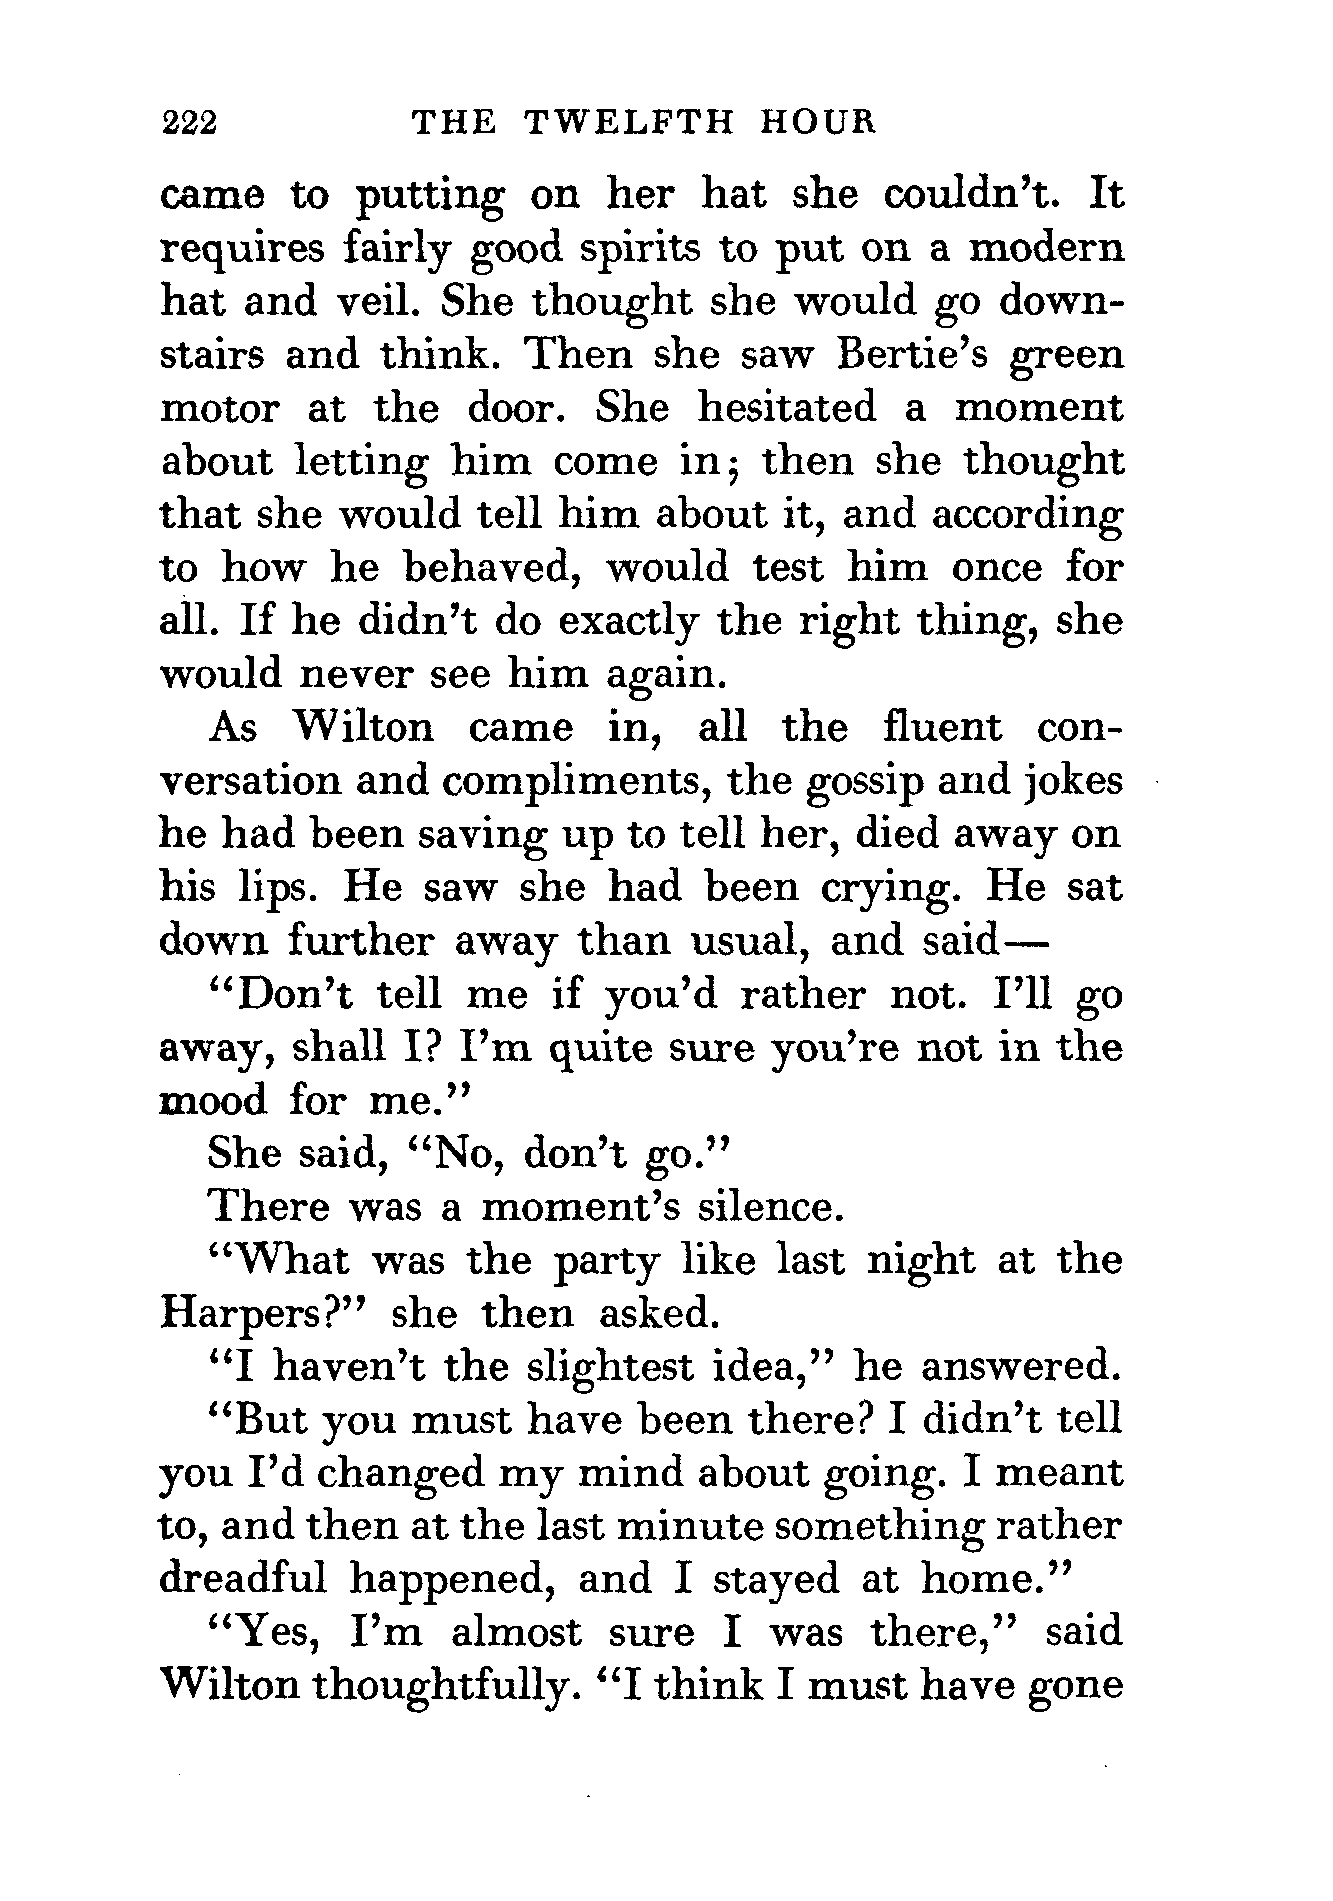 222 THE TWELFTH HOUR
came to putting on her hat she couldn't. It
requires fairly good spirits to put on a modern
hat and veil. She thought she would go down-
stairs and think. Then she saw Bertie's green
motor at the door. She hesitated a moment
about letting him come in; then she thought
that she would tell him about it, and according
to how he behaved, would test him once for
all. If he didn't do exactly the right thing, she
would never see him again.
As Wilton came in, all the fluent con-
versation and compliments, the gossip and jokes
he had been saving up to tell her, died away on
his lips. He saw she had been crying. He sat
down further away than usual, and said—
“Don't tell me if you'd rather not. I'll go
away, shall I? I'm quite sure you're not in the
mood for me.”
She said, “No, don't go.”
There was a moment's silence.
“What was the party like last night at the
Harpers?” she then asked.
“I haven't the slightest idea,” he answered.
“But you must have been there? I didn't tell
you I'd changed my mind about going. I meant
to, and then at the last minute something rather
dreadful happened, and I stayed at home.”
“Yes, I'm almost sure I was there,” said
Wilton thoughtfully. “I think I must have gone